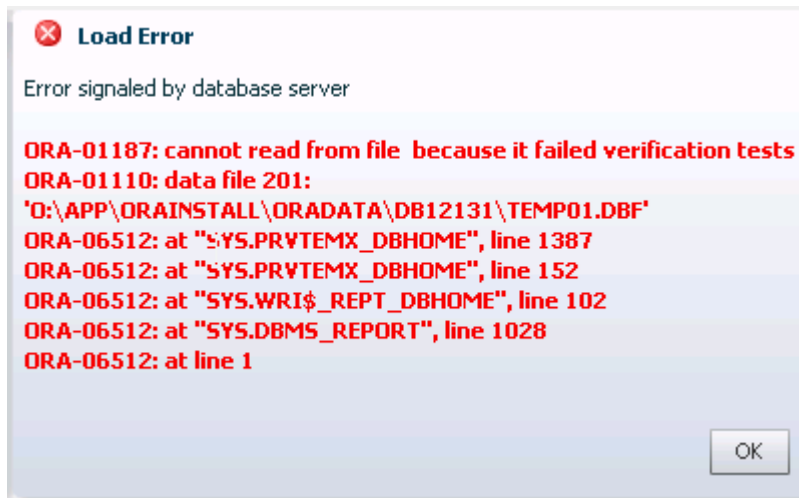 Load Error
Error signaled by database server
ORA-01187: cannot read from file because it failed verification tests
ORA-01110: data file 201:
'O:\APP\ORAINSTALL\ORADATA\DB12131\TEMP01.DBF'
ORA-06512: at "SYS.PRVTEMX_DBHOME", line 1387
ORA-06512: at "SYS.PRVTEMX_DBHOME", line 152
ORA-06512: at "SYS.WRI$_REPT_DBHOME", line 102
ORA-06512: at "SYS.DBMS_REPORT", line 1028
ORA-06512: at line 1
OK